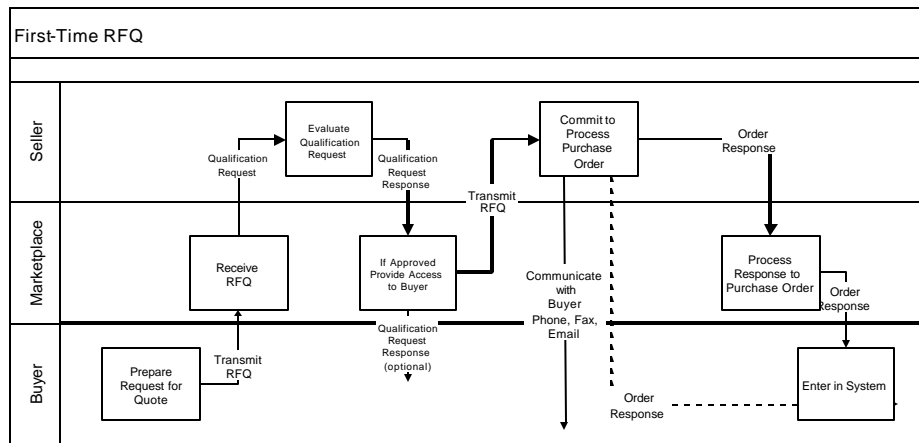 First-Time RFQ
Seller
Evaluate
Qualification
Request
Qualification
Request
Qualification
Request
Response
Transmit
RFQ
Commit to
Process
Purchase
Order
Order
Response
Marketplace
Receive
RFQ
If Approved
Provide Access
to Buyer
Communicate
with
Buyer
Phone, Fax,
Email
Process
Response to
Purchase Order
Order
Response
Buyer
Prepare
Request for
Quote
Transmit
RFQ
Qualification
Request
Response
(optional)
Order
Response
Enter in System